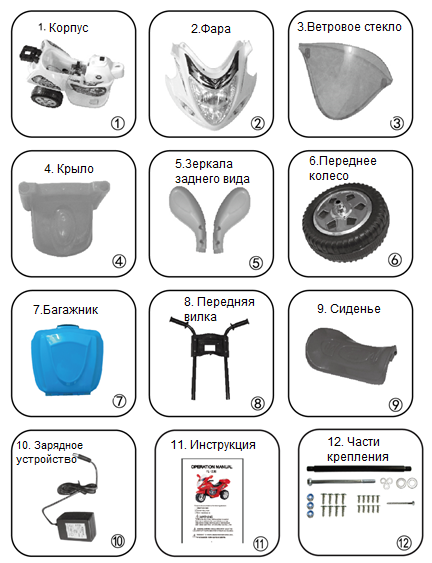 1. Корпус
①
2.Фара
②
3.Ветровое стекло
③
4. Крыло
④
5.Зеркала
заднего вида
⑤
6.Переднее
колесо
⑥
7.Багажник
⑦
8. Передняя
вилка
⑧
9. Сиденье
⑨
10. Зарядное
устройство
⑩
11. Инструкция
OPERATION MANUAL
⑪
12. Части
крепления
⑫